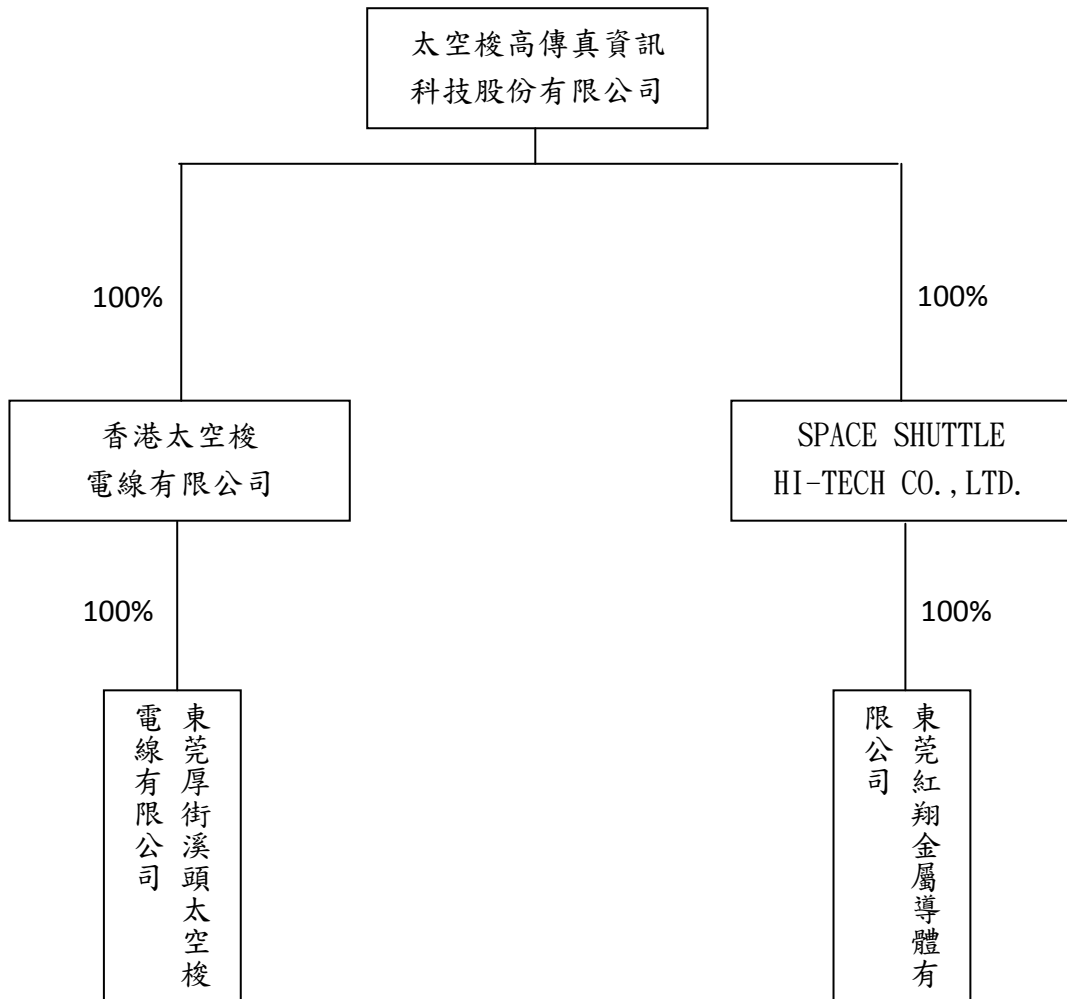 太空梭高傳真資訊
科技股份有限公司
100%
100%
香港太空梭
電線有限公司
SPACE SHUTTLE
HI-TECH CO.,LTD.
100%
100%
東莞厚街溪頭太空梭
電線有限公司
東莞紅翔金屬導體有
限公司